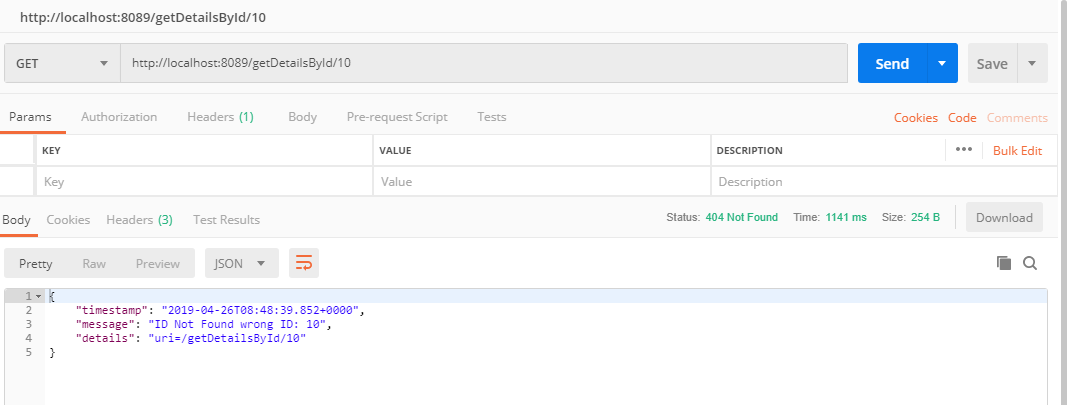 http://localhost:8089/getDetailsById/10
GET http://localhost:8089/getDetailsById/10 Send Save
Params Authorization Headers (1) Body Pre-request Script Tests Cookies Code Comments
KEY VALUE DESCRIPTION ••• Bulk Edit
Key Value Description
Body Cookies Headers (3) Test Results Status: 404 Not Found Time: 1141 ms Size: 254 B Download
Pretty Raw Preview JSON
1 {
2 "timestamp": "2019-04-26T08:48:39.852+0000",
3 "message": "ID Not Found wrong ID: 10",
4 "details": "uri=/getDetailsById/10"
5 }